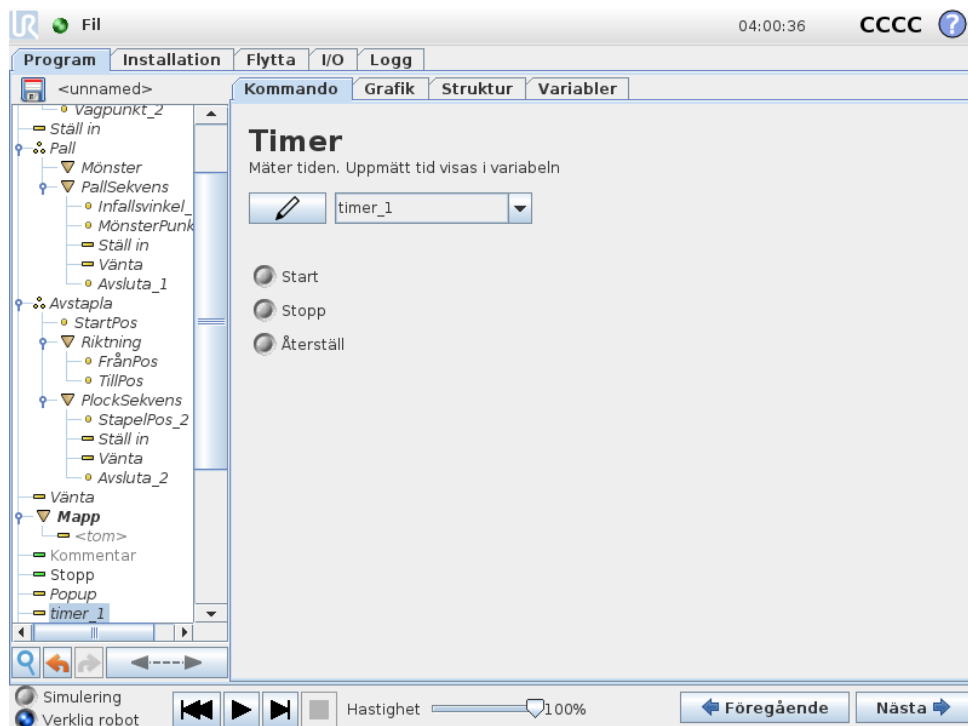 UR Fil 04:00:36 CCCC ?
Program Installation Flytta I/O Logg
<unnamed>
Kommando Grafik Struktur Variabler
Vägpunkt_2
Ställ in
Pall
Mönster
PallSekvens
Infallsvinkel_
MönsterPunk
Ställ in
Vänta
Avsluta_1
Avstapla
StartPos
Riktning
FrånPos
TillPos
PlockSekvens
StapelPos_2
Ställ in
Vänta
Avsluta_2
Vänta
Mapp
<tom>
Kommentar
Stopp
Popup
timer_1
Timer
Mäter tiden. Uppmätt tid visas i variabeln
timer_1
Start
Stopp
Återställ
Simulering
Verklig robot
Hastighet 100%
Föregående Nästa